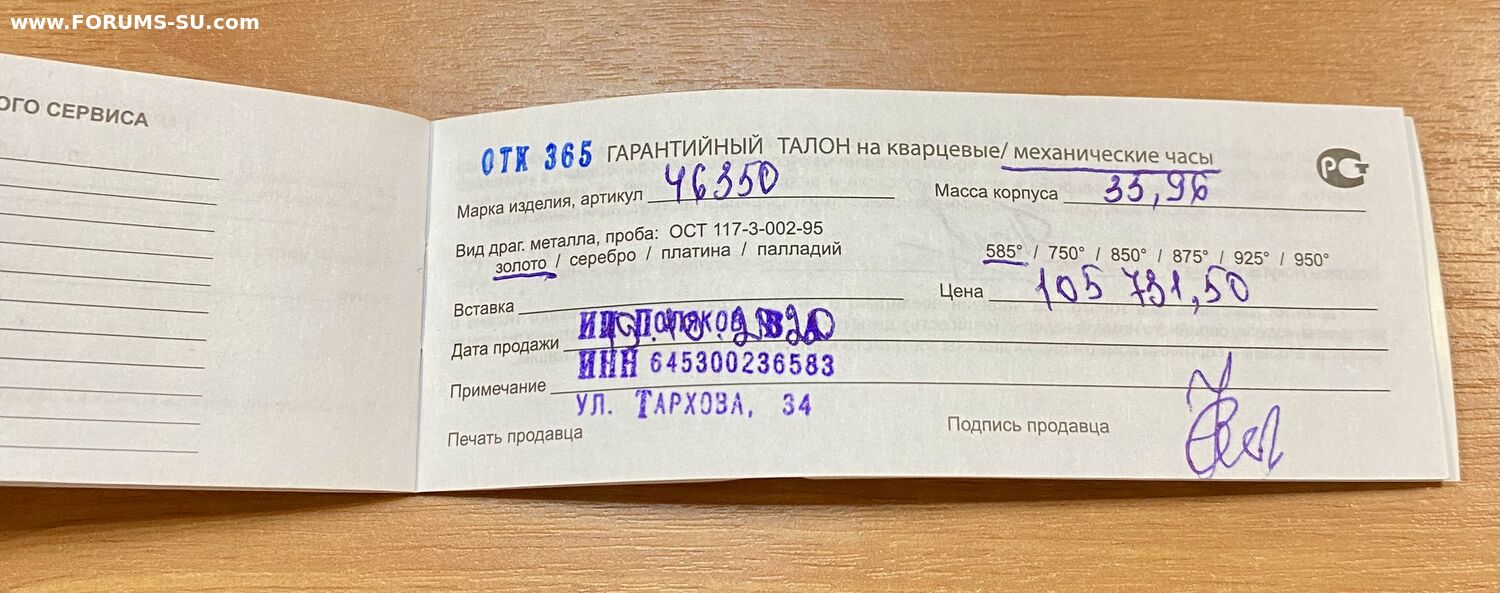 www.FORUMS-SU.com
ОГО СЕРВИСА
ОТК 365 ГАРАНТИЙНЫЙ ТАЛОН на кварцевые/ механические часы
РСТ
Марка изделия, артикул 46350 Масса корпуса 33,96
Вид драг. металла, проба: ОСТ 117-3-002-95
золото / серебро / платина / палладий 585° / 750° / 850° / 875° / 925° / 950°
Вставка Цена 105 731,50
Дата продажи ИП Поляков
Примечание ИНН 645300236583
УЛ. ТАРХОВА, 34
Печать продавца Подпись продавца